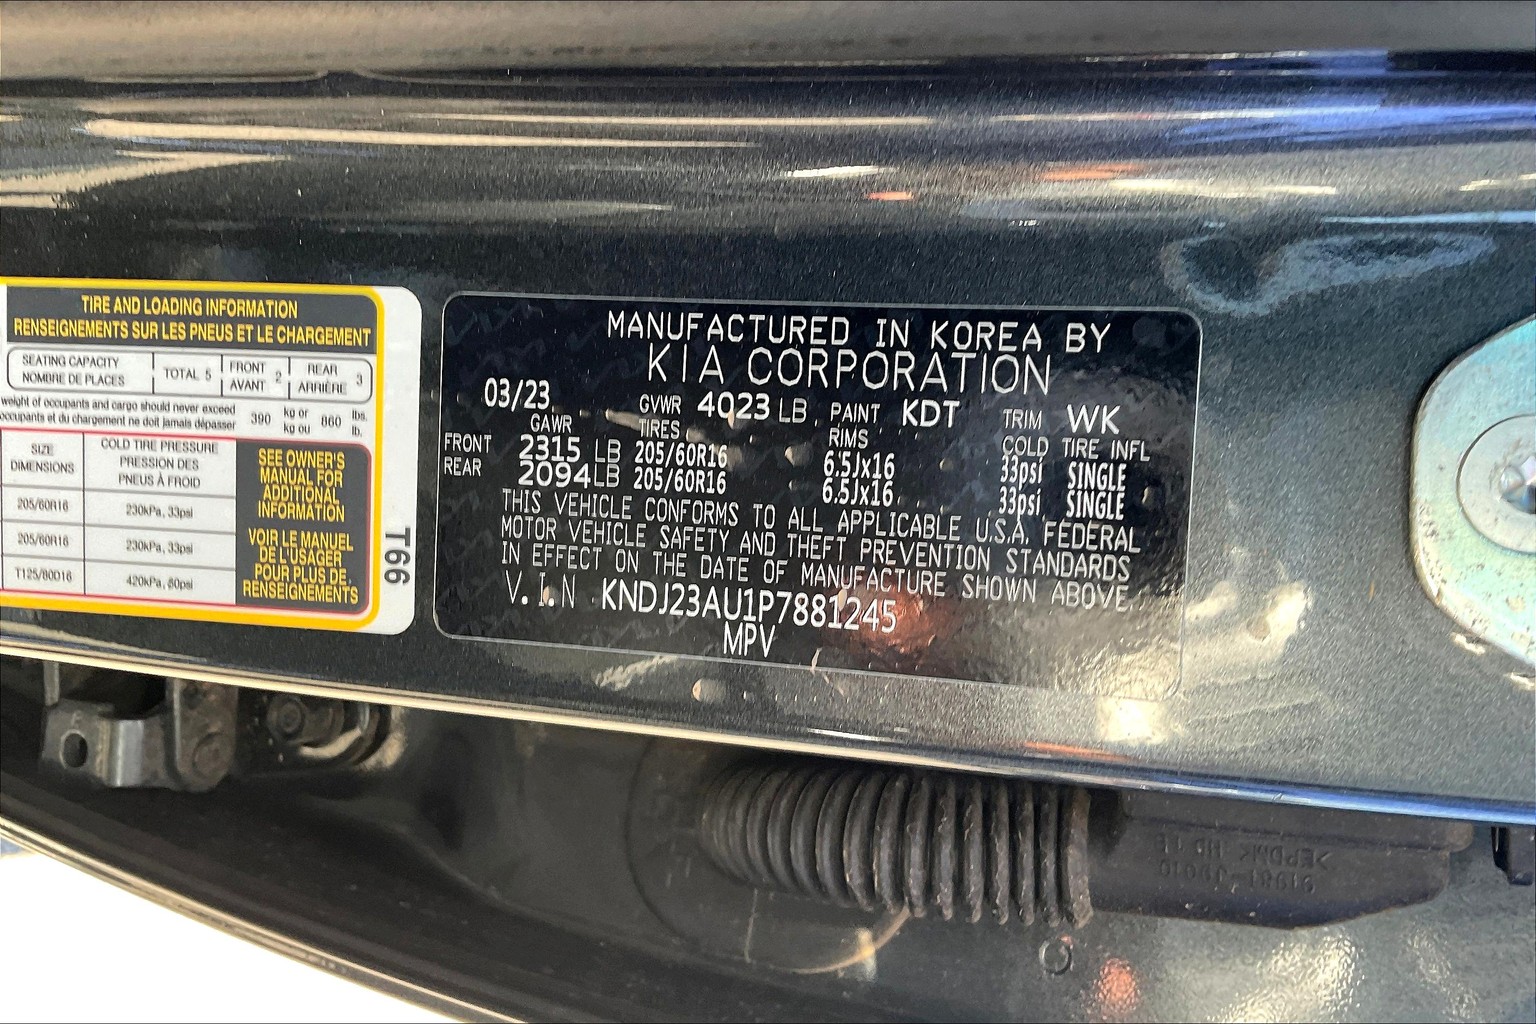 TIRE AND LOADING INFORMATION
RENSEIGNEMENTS SUR LES PNEUS ET LE CHARGEMENT
SEATING CAPACITY
NOMBRE DE PLACES
TOTAL 5
FRONT
AVANT
2
REAR
ARRIÈRE
3
weight of occupants and cargo should never exceed
occupants et du chargement ne doit jamais dépasser
390
kg or
kg ou
860
lbs.
lb.
SIZE
DIMENSIONS
COLD TIRE PRESSURE
PRESSION DES
PNEUS À FROID
205/60R16
230kPa, 33psi
205/60R16
230kPa, 33psi
T125/80D16
420kPa, 60psi
SEE OWNER'S
MANUAL FOR
ADDITIONAL
INFORMATION
VOIR LE MANUEL
DE L'USAGER
POUR PLUS DE
RENSEIGNEMENTS
T66
MANUFACTURED IN KOREA BY
KIA CORPORATION
03/23 GVWR 4023 LB PAINT KDT TRIM WK
GAWR TIRES RIMS COLD TIRE INFL
FRONT 2315 LB 205/60R16 6.5Jx16 33psi SINGLE
REAR 2094 LB 205/60R16 6.5Jx16 33psi SINGLE
THIS VEHICLE CONFORMS TO ALL APPLICABLE U.S.A. FEDERAL
MOTOR VEHICLE SAFETY AND THEFT PREVENTION STANDARDS
IN EFFECT ON THE DATE OF MANUFACTURE SHOWN ABOVE.
V.I.N KNDJ23AU1P7881245
MPV
>EPDM<